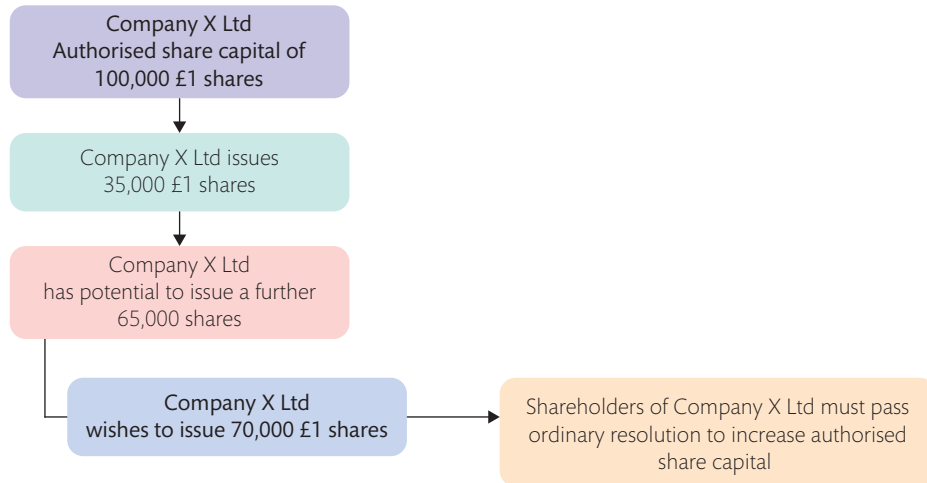 Company X Ltd
Authorised share capital of
100,000 £1 shares
Company X Ltd issues
35,000 £1 shares
Company X Ltd
has potential to issue a further
65,000 shares
Company X Ltd
wishes to issue 70,000 £1 shares
Shareholders of Company X Ltd must pass
ordinary resolution to increase authorised
share capital